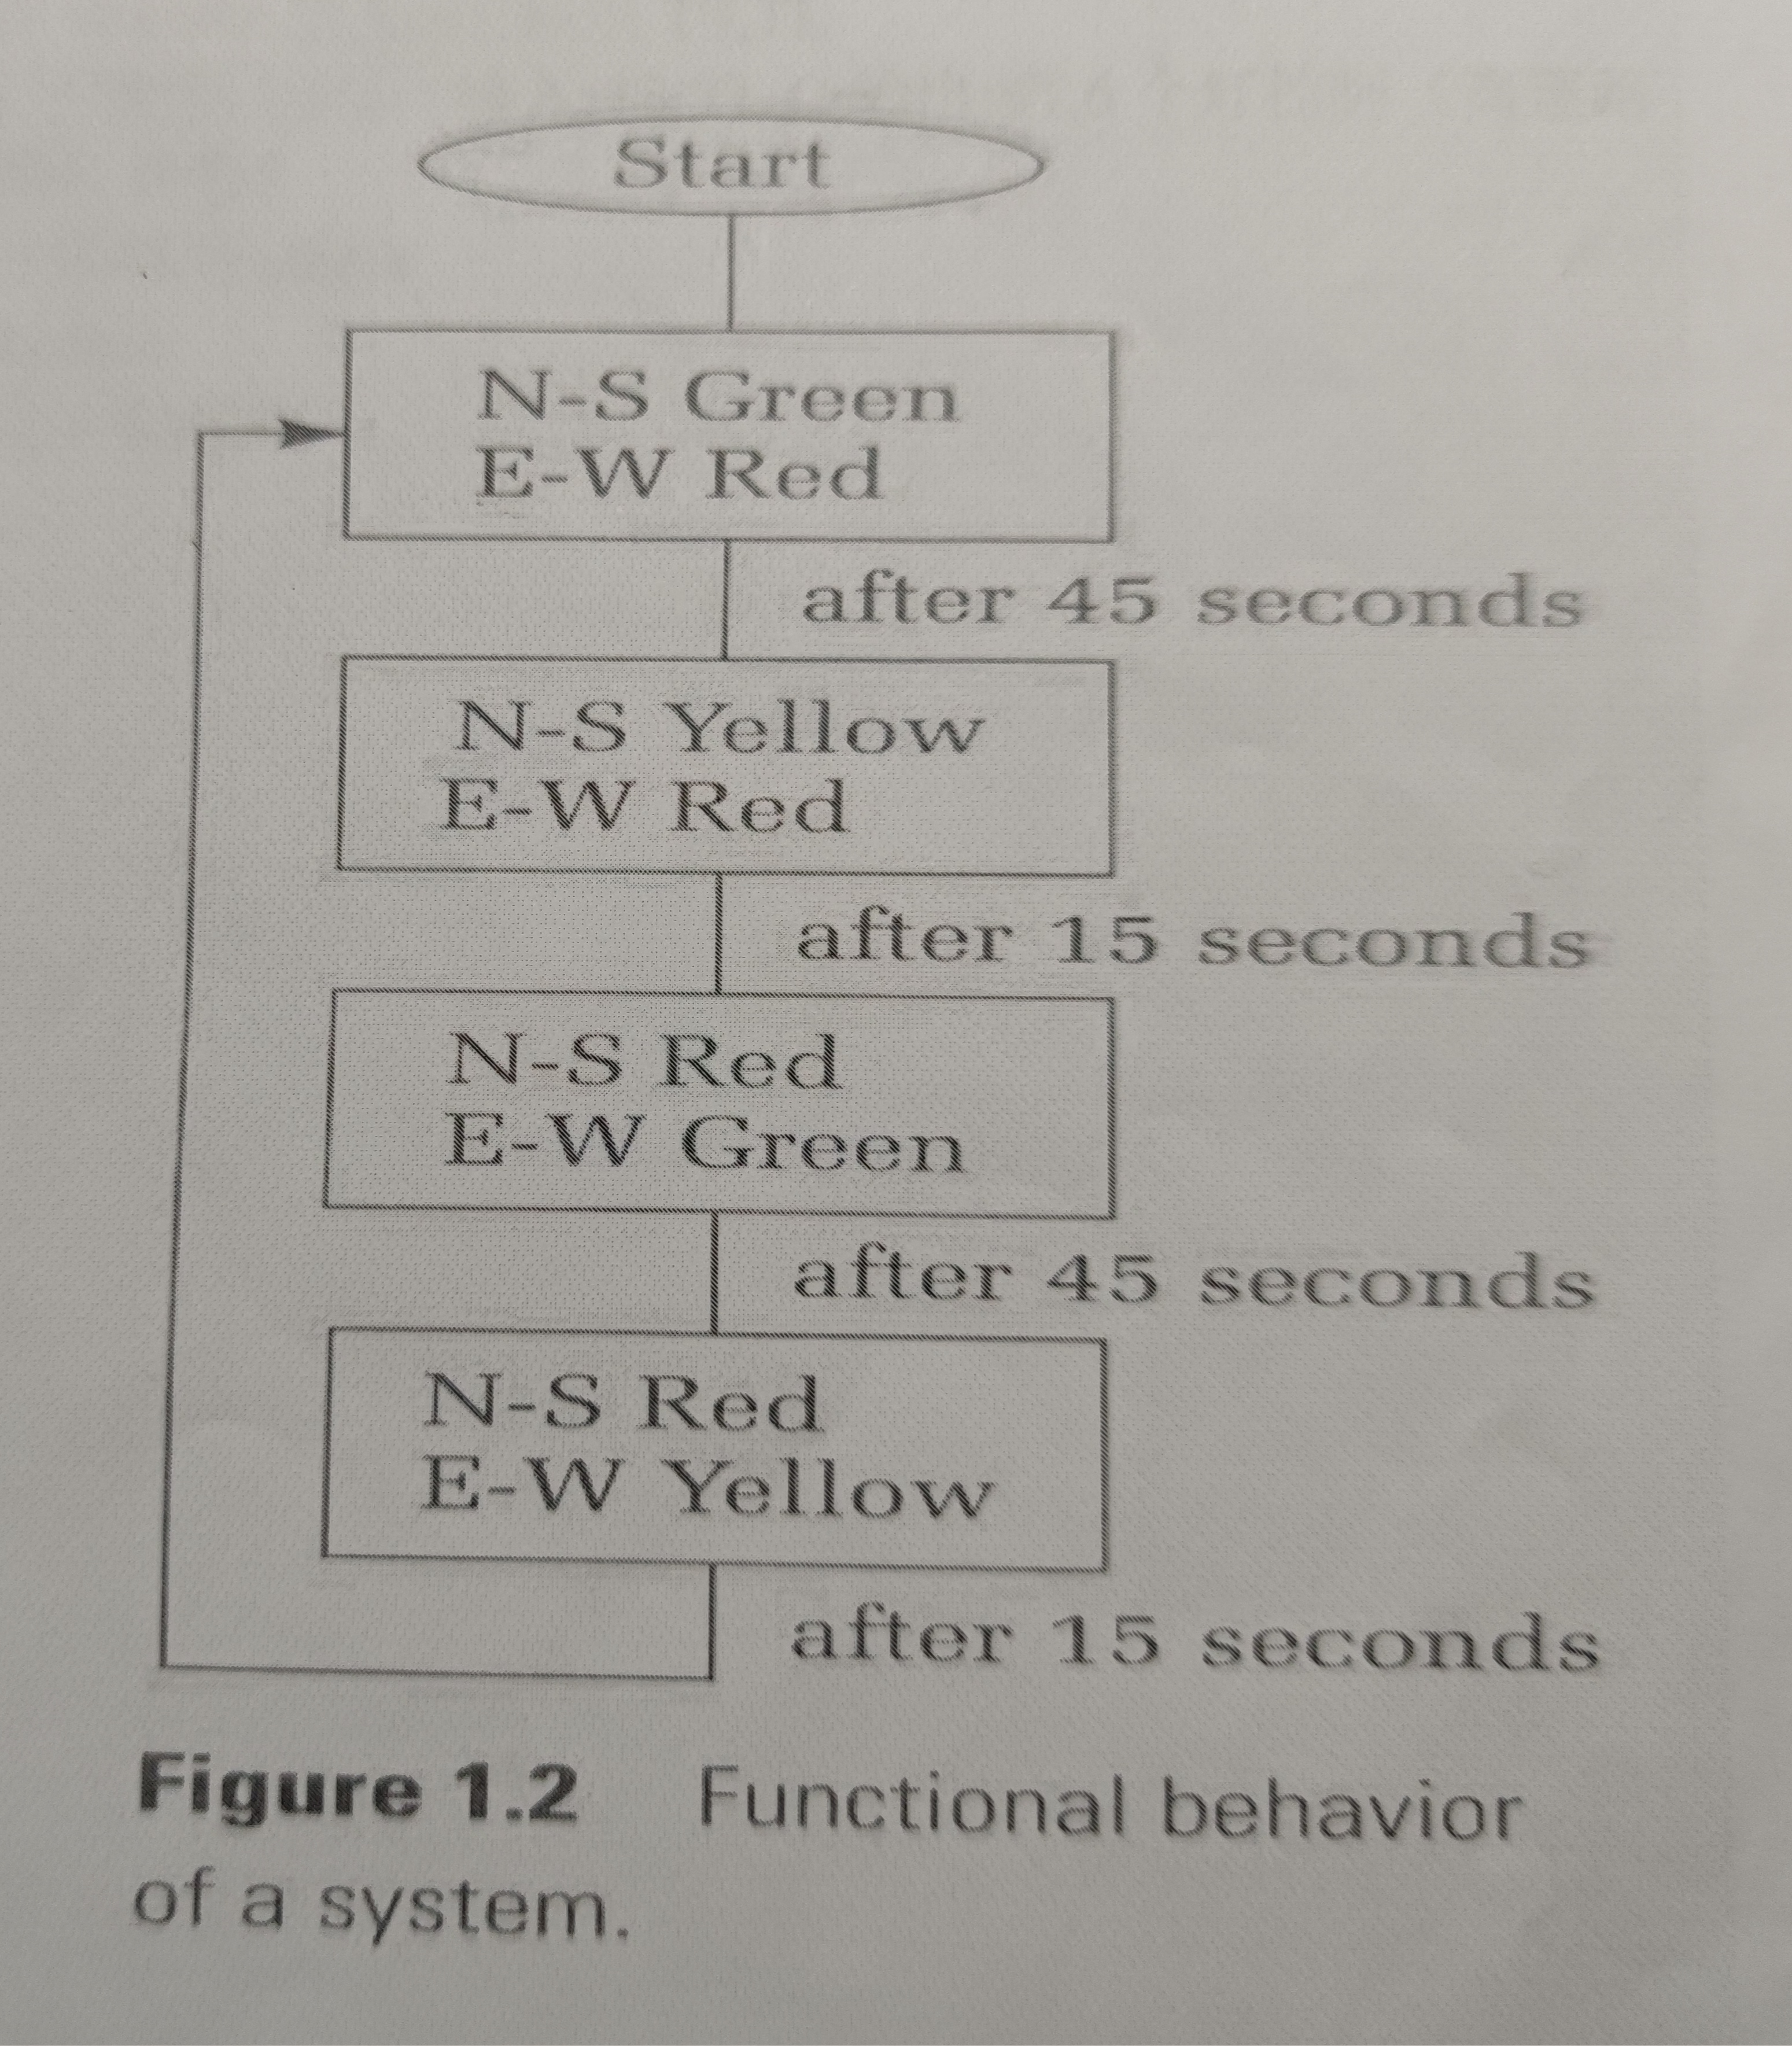 Start
N-S Green
E-W Red
after 45 seconds
N-S Yellow
E-W Red
after 15 seconds
N-S Red
E-W Green
after 45 seconds
N-S Red
E-W Yellow
after 15 seconds
Figure 1.2 Functional behavior
of a system.